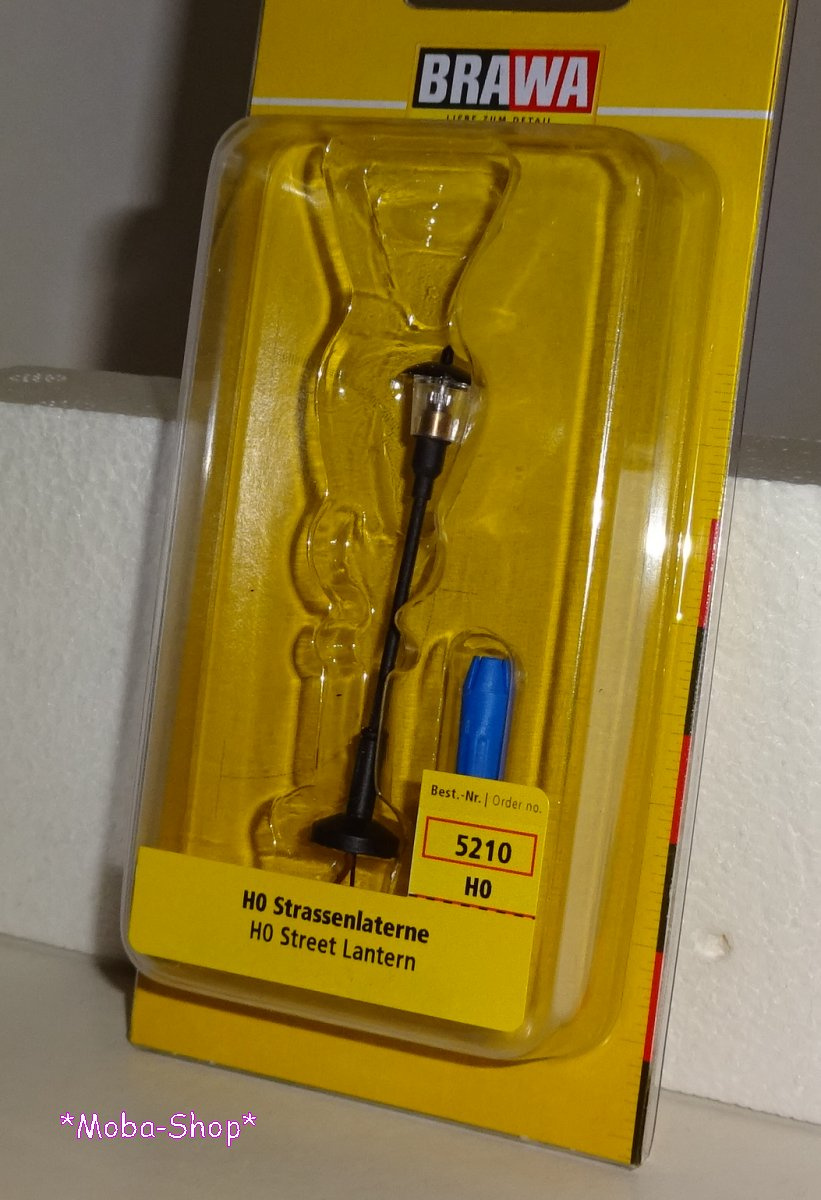 BRAWA
LIEBE ZUM DETAIL
Best.-Nr. | Order no.
5210
H0
H0 Strassenlaterne
H0 Street Lantern
*Moba-Shop*